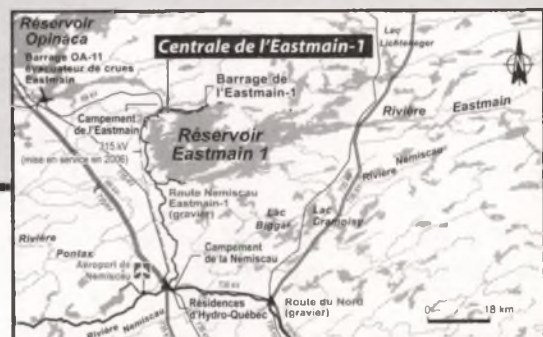 Réservoir
Opinaca
Barrage OA-11
évacuateur de crues
Eastmain
Centrale de l'Eastmain-1
Lac
Lichteneger
Barrage de
l'Eastmain-1
Campement
de l'Eastmain
315 kV
(mise en service en 2006)
Réservoir
Eastmain 1
Rivière Eastmain
Rivière Nemiscau
Route Nemiscau
Eastmain-1
(gravier)
Lac
Biggar
Lac
Cramoisy
Rivière
Pontax
Aéroport de
Nemiscau
Campement
de la Nemiscau
Résidences
d'Hydro-Québec
Route du Nord
(gravier)
Rivière Nemiscau
0 18 km